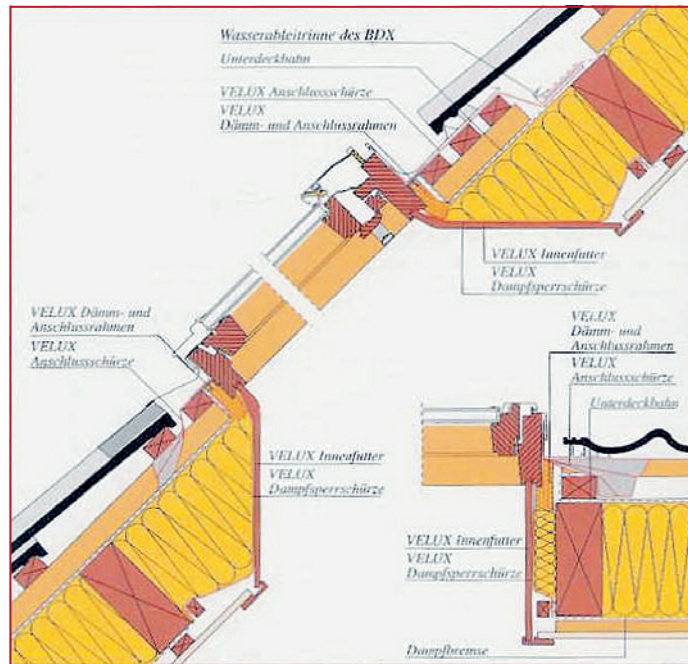 Wasserableitrinne des BDX
Unterdeckbahn
VELUX Anschlussschürze
VELUX
Dämm- und Anschlussrahmen
VELUX Innenfutter
VELUX
Dampfsperrschürze
VELUX Dämm- und
Anschlussrahmen
VELUX
Anschlussschürze
VELUX
Dämm- und
Anschlussrahmen
VELUX
Anschlussschürze
Unterdeckbahn
VELUX Innenfutter
VELUX
Dampfsperrschürze
VELUX Innenfutter
VELUX
Dampfsperrschürze
Dampfbremse